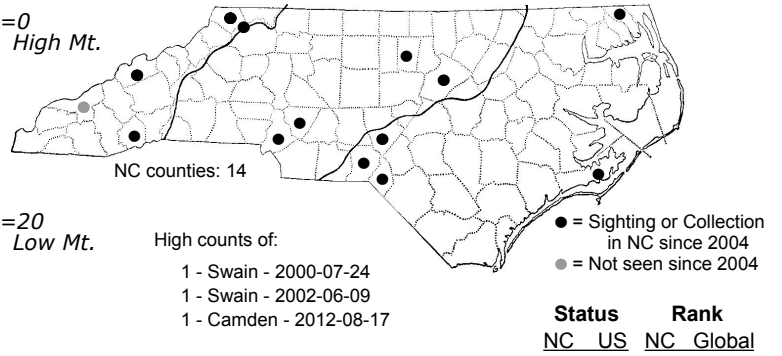 =0
High Mt.
NC counties: 14
=20
Low Mt.
High counts of:
1 - Swain - 2000-07-24
1 - Swain - 2002-06-09
1 - Camden - 2012-08-17
= Sighting or Collection
in NC since 2004
= Not seen since 2004
Status Rank
NC US NC Global